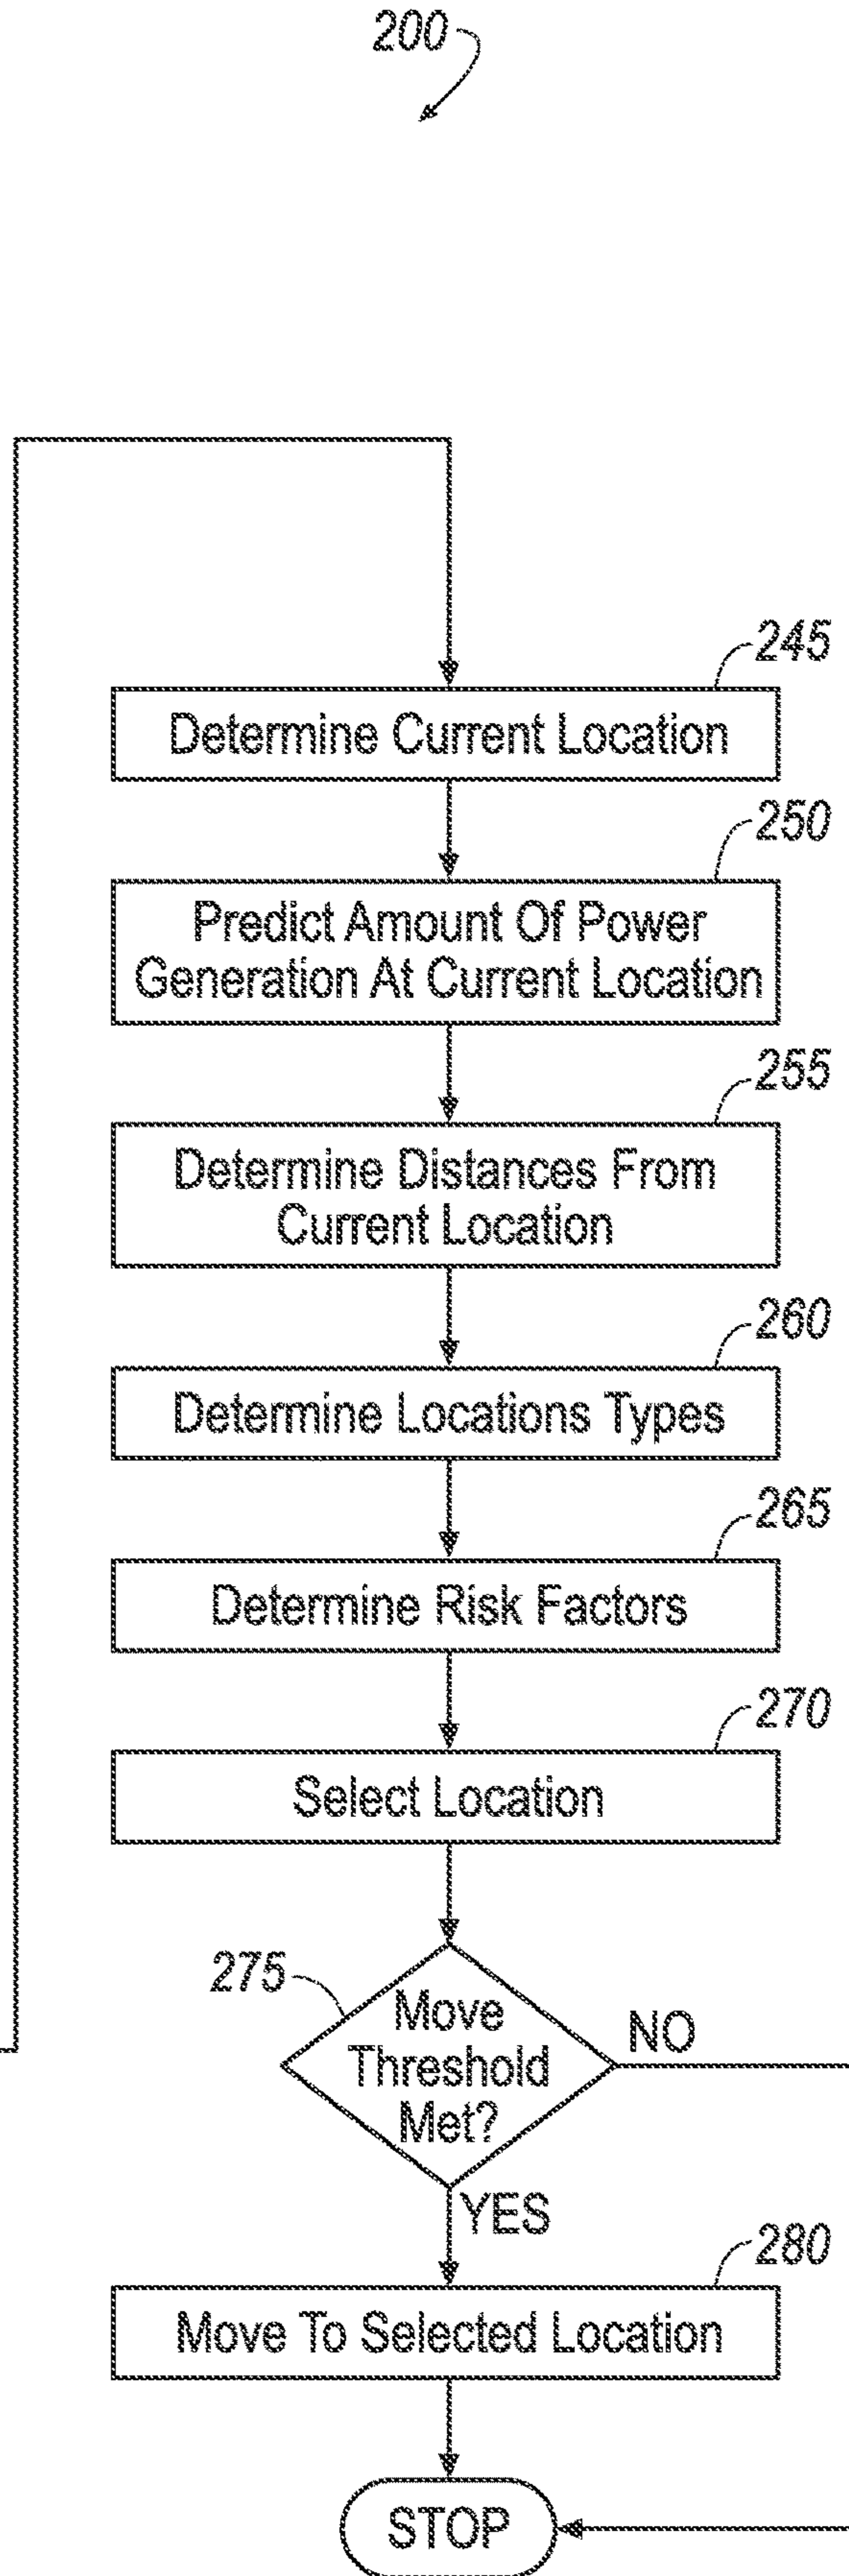 200
245
Determine Current Location
250
Predict Amount Of Power
Generation At Current Location
255
Determine Distances From
Current Location
260
Determine Locations Types
265
Determine Risk Factors
270
Select Location
275
Move
Threshold
Met?
NO
YES
280
Move To Selected Location
STOP